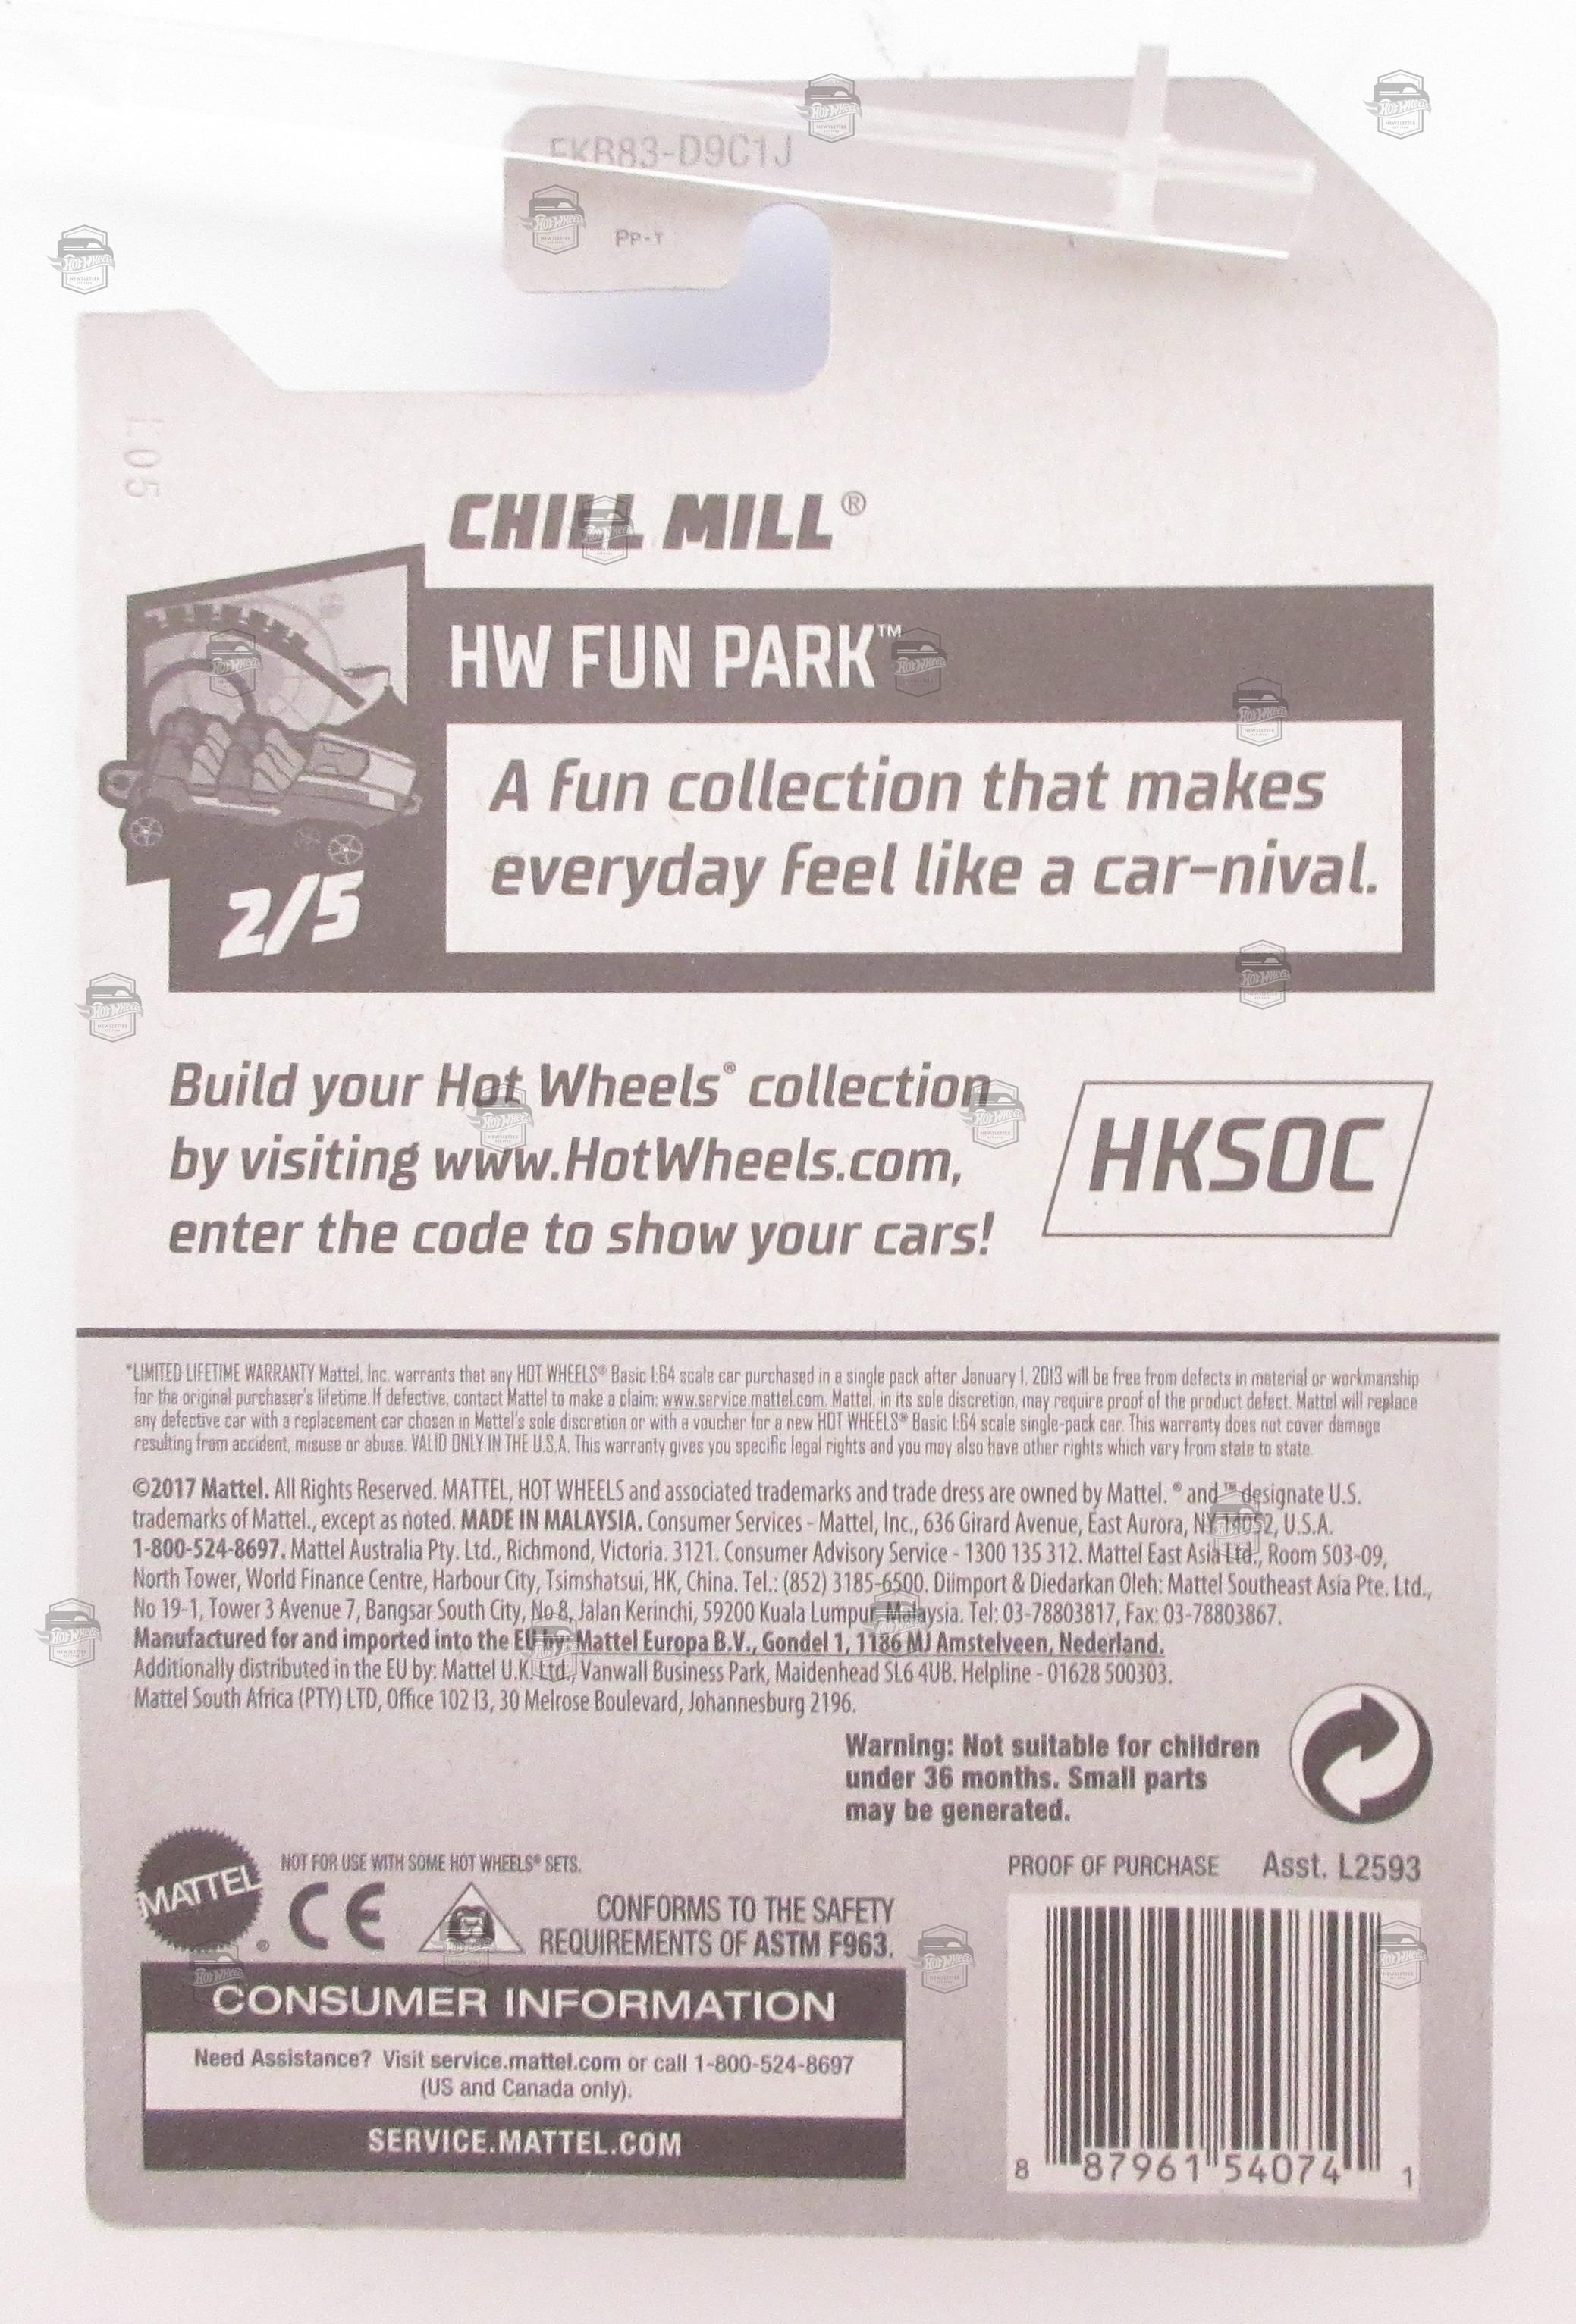 FKB83-D9C1J
PP-T
L05
CHILL MILL®
HW FUN PARK™
A fun collection that makes
everyday feel like a car-nival.
2/5
Build your Hot Wheels® collection
by visiting www.HotWheels.com,
enter the code to show your cars!
HKSOC
*LIMITED LIFETIME WARRANTY Mattel, Inc. warrants that any HOT WHEELS® Basic 1:64 scale car purchased in a single pack after January 1, 2013 will be free from defects in material or workmanship
for the original purchaser's lifetime. If defective, contact Mattel to make a claim: www.service.mattel.com. Mattel, in its sole discretion, may require proof of the product defect. Mattel will replace
any defective car with a replacement car chosen in Mattel's sole discretion or with a voucher for a new HOT WHEELS® Basic 1:64 scale single-pack car. This warranty does not cover damage
resulting from accident, misuse or abuse. VALID ONLY IN THE U.S.A. This warranty gives you specific legal rights and you may also have other rights which vary from state to state.
©2017 Mattel. All Rights Reserved. MATTEL, HOT WHEELS and associated trademarks and trade dress are owned by Mattel. ® and ™ designate U.S.
trademarks of Mattel., except as noted. MADE IN MALAYSIA. Consumer Services - Mattel, Inc., 636 Girard Avenue, East Aurora, NY 14052, U.S.A.
1-800-524-8697. Mattel Australia Pty. Ltd., Richmond, Victoria. 3121. Consumer Advisory Service - 1300 135 312. Mattel East Asia Ltd., Room 503-09,
North Tower, World Finance Centre, Harbour City, Tsimshatsui, HK, China. Tel.: (852) 3185-6500. Diimport & Diedarkan Oleh: Mattel Southeast Asia Pte. Ltd.,
No 19-1, Tower 3 Avenue 7, Bangsar South City, No 8, Jalan Kerinchi, 59200 Kuala Lumpur, Malaysia. Tel: 03-78803817, Fax: 03-78803867.
Manufactured for and imported into the EU by: Mattel Europa B.V., Gondel 1, 1186 MJ Amstelveen, Nederland.
Additionally distributed in the EU by: Mattel U.K. Ltd., Vanwall Business Park, Maidenhead SL6 4UB. Helpline - 01628 500303.
Mattel South Africa (PTY) LTD, Office 102 I3, 30 Melrose Boulevard, Johannesburg 2196.
Warning: Not suitable for children
under 36 months. Small parts
may be generated.
MATTEL®
NOT FOR USE WITH SOME HOT WHEELS® SETS.
CE
CONFORMS TO THE SAFETY
REQUIREMENTS OF ASTM F963.
PROOF OF PURCHASE Asst. L2593
CONSUMER INFORMATION
Need Assistance? Visit service.mattel.com or call 1-800-524-8697
(US and Canada only).
SERVICE.MATTEL.COM
8 87961 54074 1